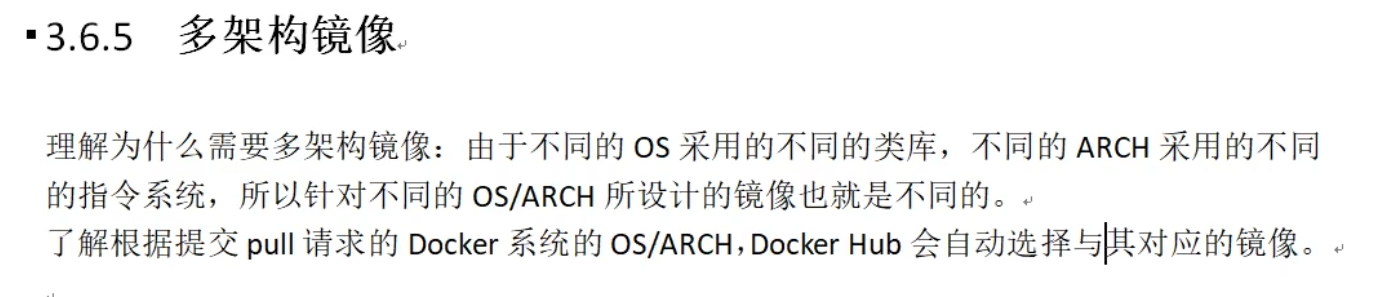 3.6.5 多架构镜像
理解为什么需要多架构镜像：由于不同的 OS 采用的不同的类库，不同的 ARCH 采用的不同
的指令系统，所以针对不同的 OS/ARCH 所设计的镜像也就是不同的。
了解根据提交 pull 请求的 Docker 系统的 OS/ARCH，Docker Hub 会自动选择与其对应的镜像。